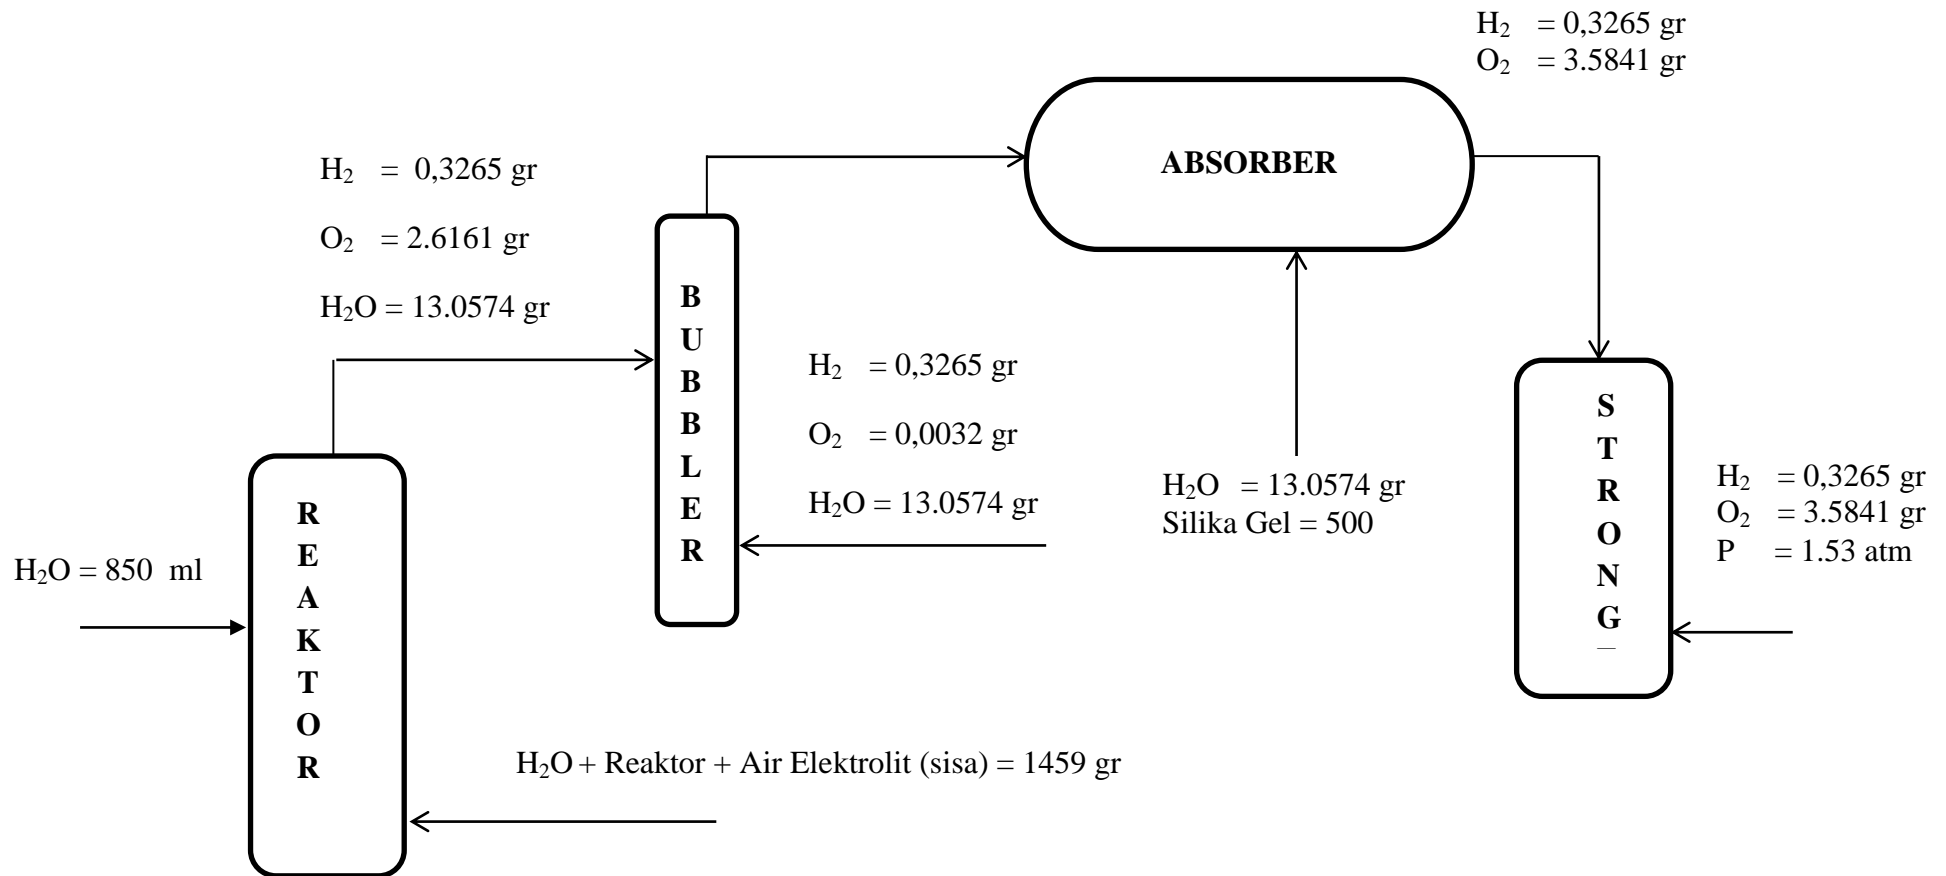 H₂ = 0,3265 gr
O₂ = 3.5841 gr
ABSORBER
H₂ = 0,3265 gr
O₂ = 2.6161 gr
H₂O = 13.0574 gr
BUBBLER
H₂ = 0,3265 gr
O₂ = 0,0032 gr
H₂O = 13.0574 gr
H₂O = 13.0574 gr
Silika Gel = 500
STRONG
H₂ = 0,3265 gr
O₂ = 3.5841 gr
P = 1.53 atm
REAKTOR
H₂O = 850 ml
H₂O + Reaktor + Air Elektrolit (sisa) = 1459 gr